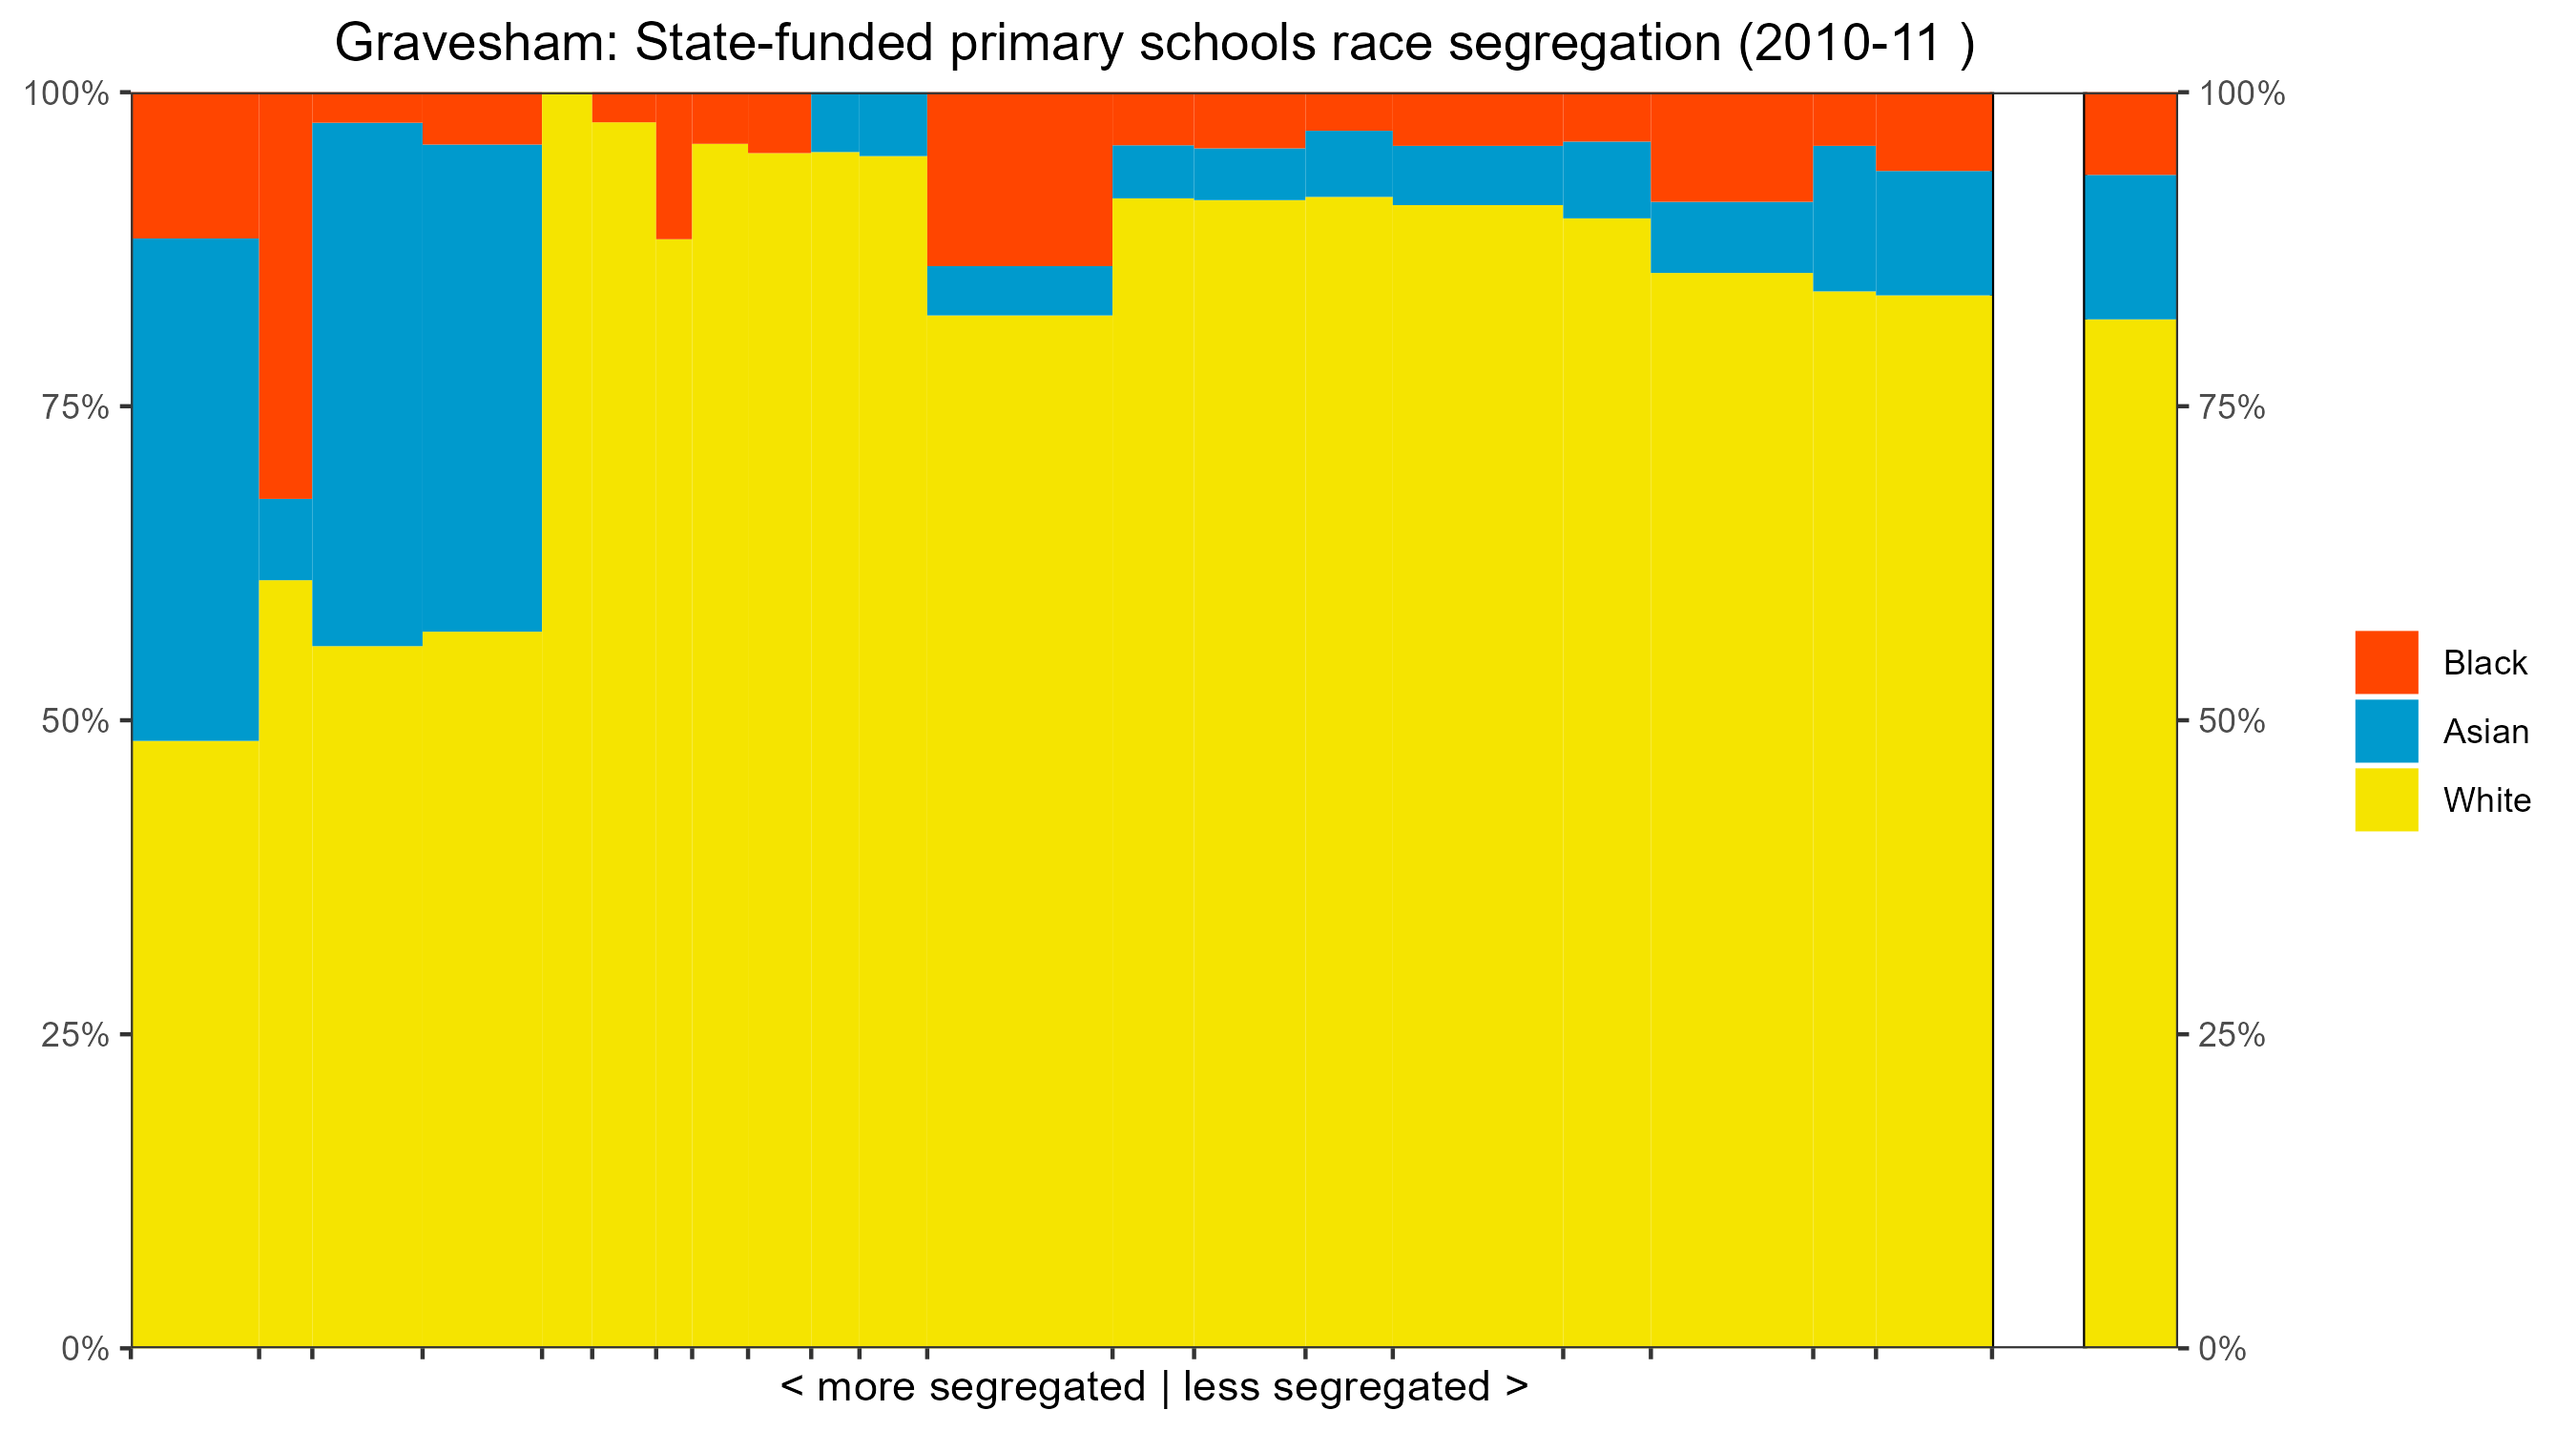 Gravesham: State-funded primary schools race segregation (2010-11 )
100%
75%
50%
25%
0%
100%
75%
50%
25%
0%
Black
Asian
White
< more segregated | less segregated >